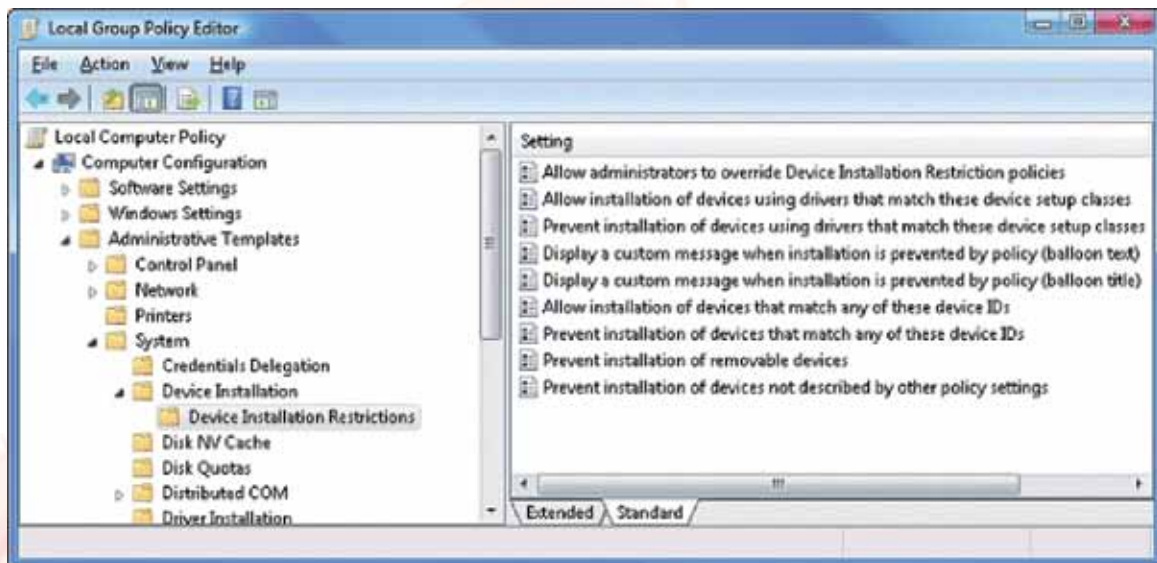 Local Group Policy Editor
File Action View Help
Local Computer Policy
Computer Configuration
Software Settings
Windows Settings
Administrative Templates
Control Panel
Network
Printers
System
Credentials Delegation
Device Installation
Device Installation Restrictions
Disk NV Cache
Disk Quotas
Distributed COM
Driver Installation
Setting
Allow administrators to override Device Installation Restriction policies
Allow installation of devices using drivers that match these device setup classes
Prevent installation of devices using drivers that match these device setup classes
Display a custom message when installation is prevented by policy (balloon text)
Display a custom message when installation is prevented by policy (balloon title)
Allow installation of devices that match any of these device IDs
Prevent installation of devices that match any of these device IDs
Prevent installation of removable devices
Prevent installation of devices not described by other policy settings
Extended Standard